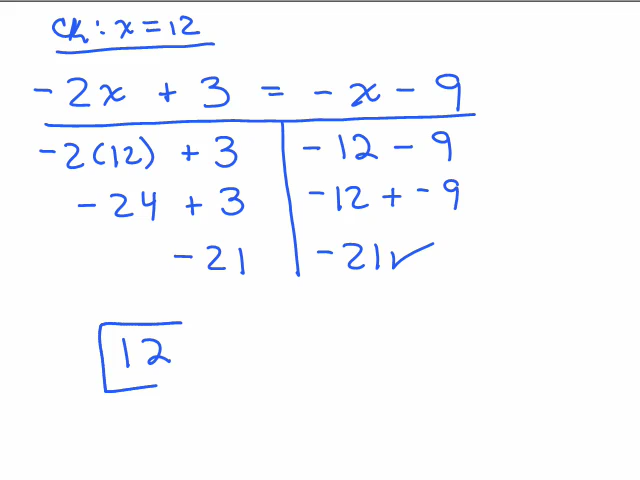 ck: x = 12
-2x + 3 = -x - 9
-2(12) + 3 | -12 - 9
-24 + 3 | -12 + -9
-21 | -21 ✓
12